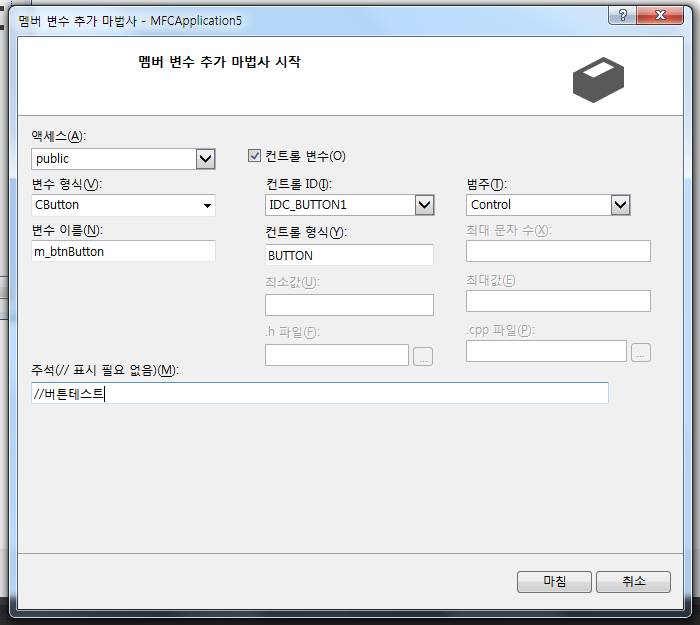 멤버 변수 추가 마법사 - MFCApplication5
?
멤버 변수 추가 마법사 시작
액세스(A):
public
컨트롤 변수(O)
변수 형식(V):
컨트롤 ID(I):
범주(T):
CButton
IDC_BUTTON1
Control
변수 이름(N):
컨트롤 형식(Y):
최대 문자 수(X):
m_btnButton
BUTTON
최소값(U):
최대값(E)
.h 파일(F):
.cpp 파일(P):
...
...
주석(// 표시 필요 없음)(M):
//버튼테스트
마침
취소